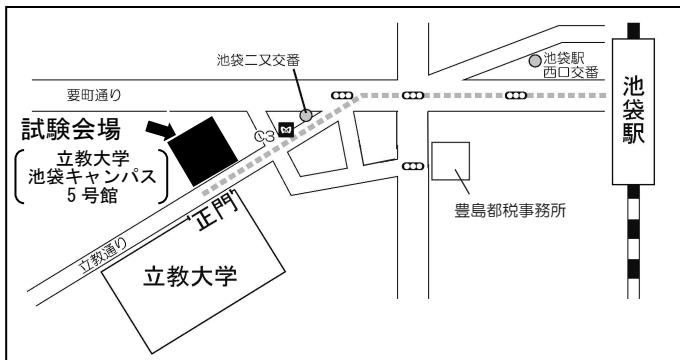 池袋二又交番
池袋駅
西口交番
要町通り
池袋駅
試験会場
立教大学
池袋キャンパス
5号館
C3
豊島都税事務所
正門
立教通り
立教大学